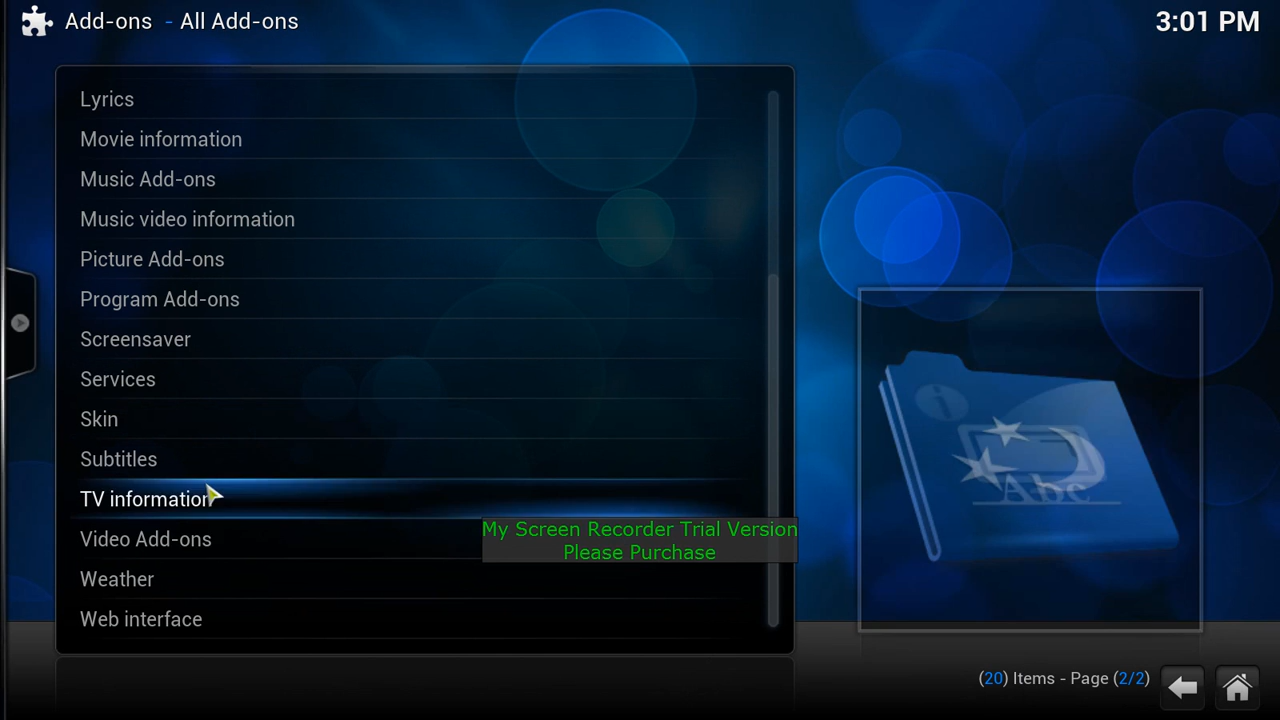 Add-ons - All Add-ons
3:01 PM
Lyrics
Movie information
Music Add-ons
Music video information
Picture Add-ons
Program Add-ons
Screensaver
Services
Skin
Subtitles
TV information
Video Add-ons
Weather
Web interface
My Screen Recorder Trial Version
Please Purchase
Abc
(20) Items - Page (2/2)